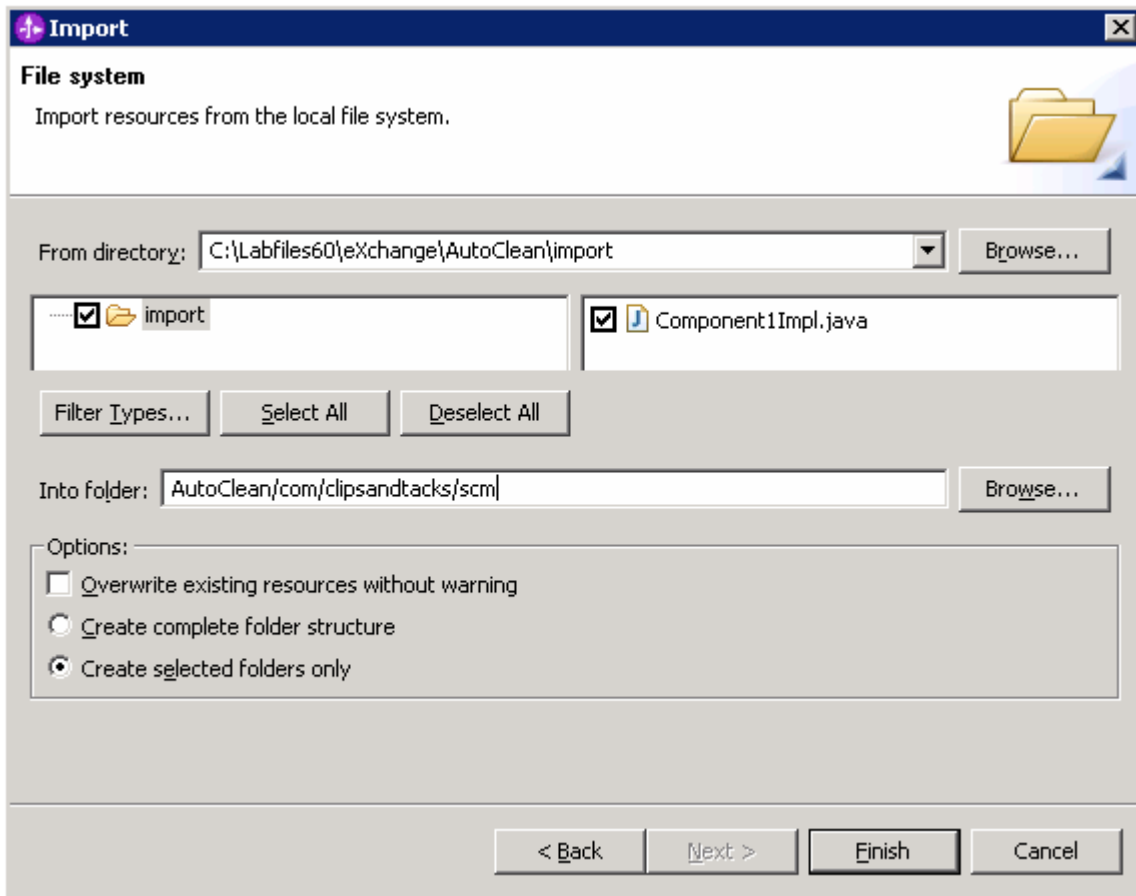 Import
File system
Import resources from the local file system.
From directory: C:\Labfiles60\eXchange\AutoClean\import Browse...
import Component1Impl.java
Filter Types... Select All Deselect All
Into folder: AutoClean/com/clipsandtacks/scm Browse...
Options:
Overwrite existing resources without warning
Create complete folder structure
Create selected folders only
< Back Next > Finish Cancel